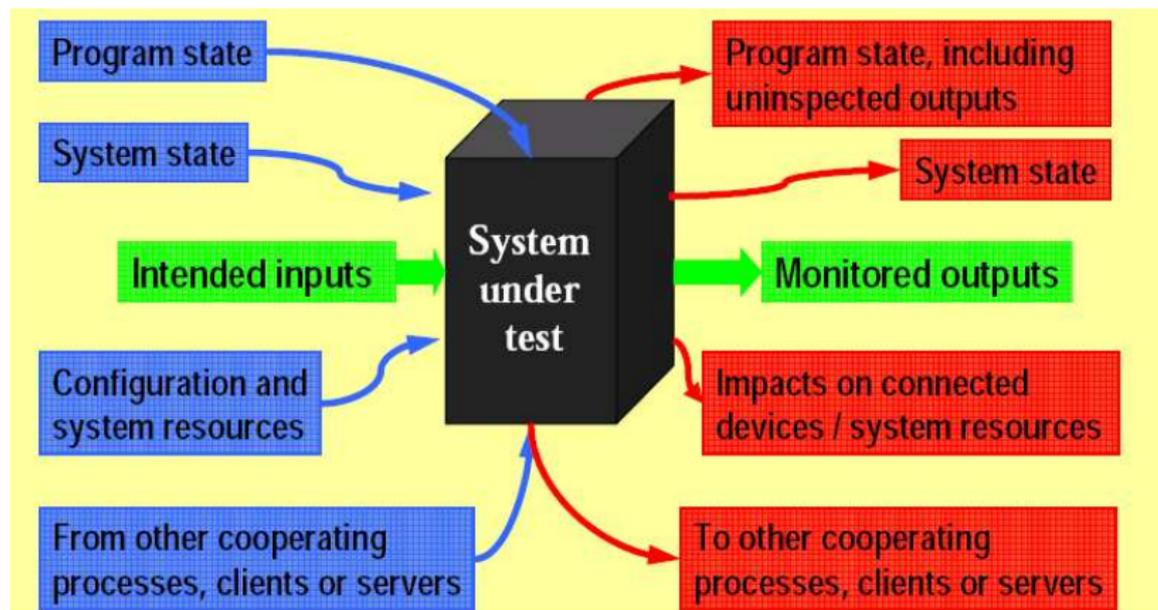 Program state
Program state, including
uninspected outputs
System state
System state
System
under
test
Intended inputs
Monitored outputs
Configuration and
system resources
Impacts on connected
devices / system resources
From other cooperating
processes, clients or servers
To other cooperating
processes, clients or servers